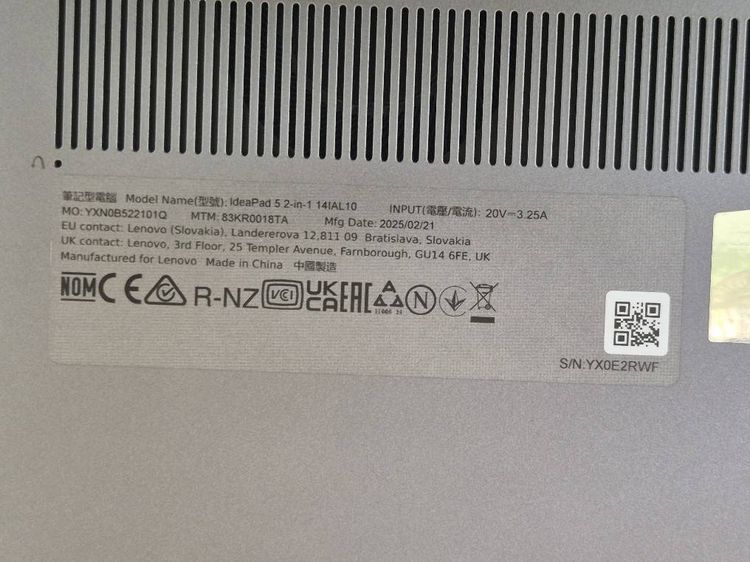 筆記型電腦 Model Name(型號): IdeaPad 5 2-in-1 14IAL10 INPUT(電壓/電流): 20V⎓3.25A
MO: YXN0B522101Q MTM: 83KR0018TA Mfg Date: 2025/02/21
EU contact: Lenovo (Slovakia), Landererova 12,811 09 Bratislava, Slovakia
UK contact: Lenovo, 3rd Floor, 25 Templer Avenue, Farnborough, GU14 6FE, UK
Manufactured for Lenovo Made in China 中國製造
NOM CE R-NZ VCI UK CA EAC N
S/N:YX0E2RWF